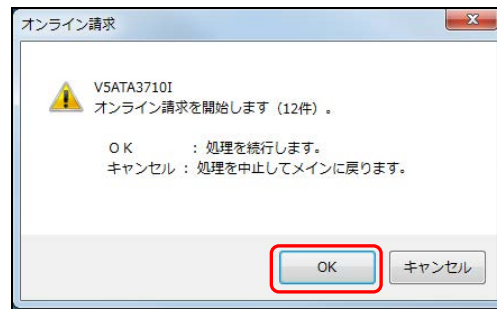 オンライン請求
V5ATA3710I
オンライン請求を開始します（12件）．
ＯＫ　　　：処理を続行します。
キャンセル：処理を中止してメインに戻ります。
OK
キャンセル